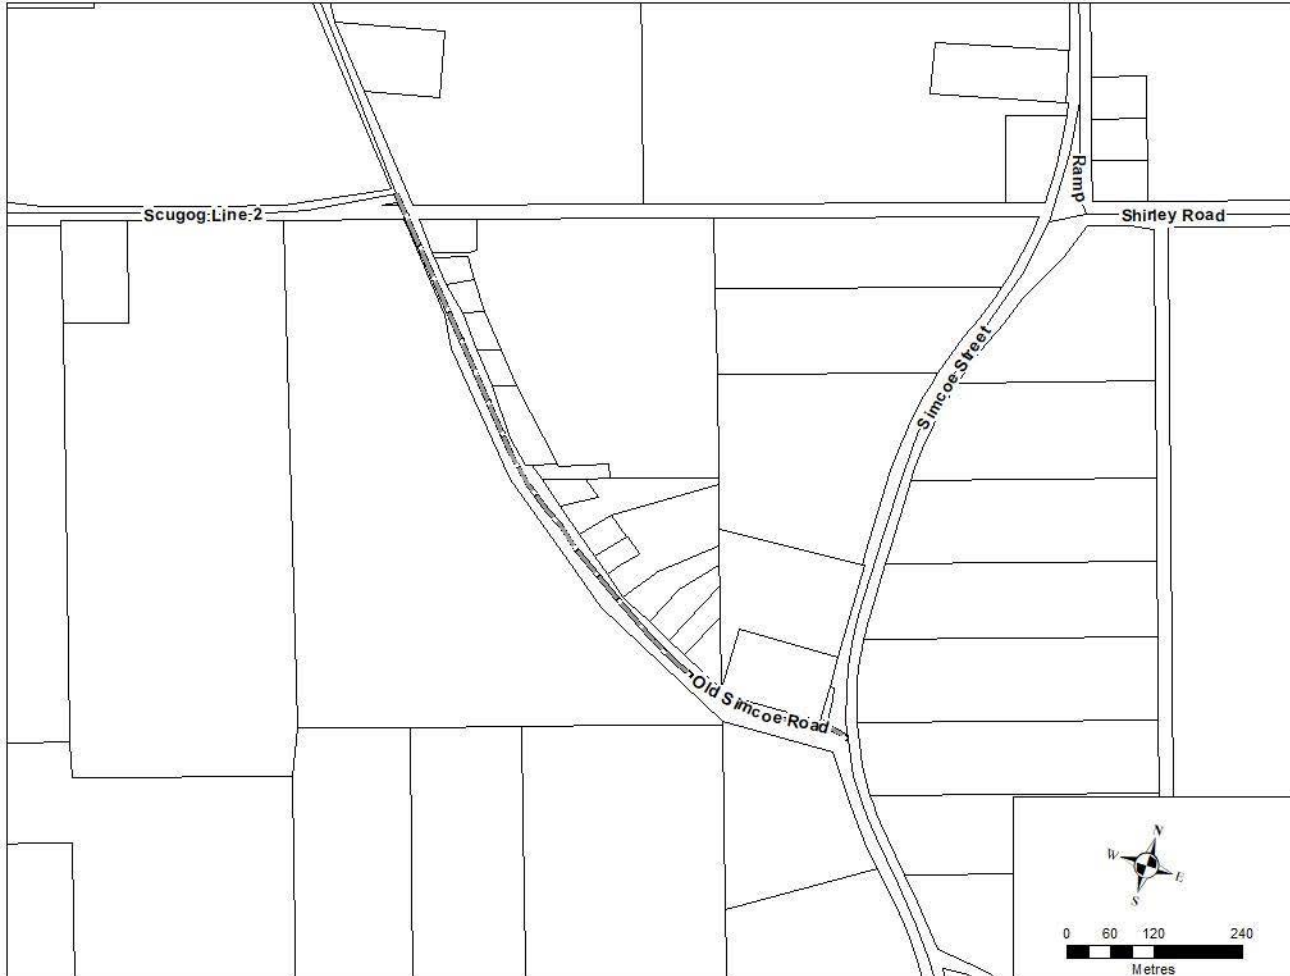 Ramp
Scugog Line 2
Shirley Road
Simcoe Street
Old Simcoe Road
N
W
E
S
0 60 120 240
Metres